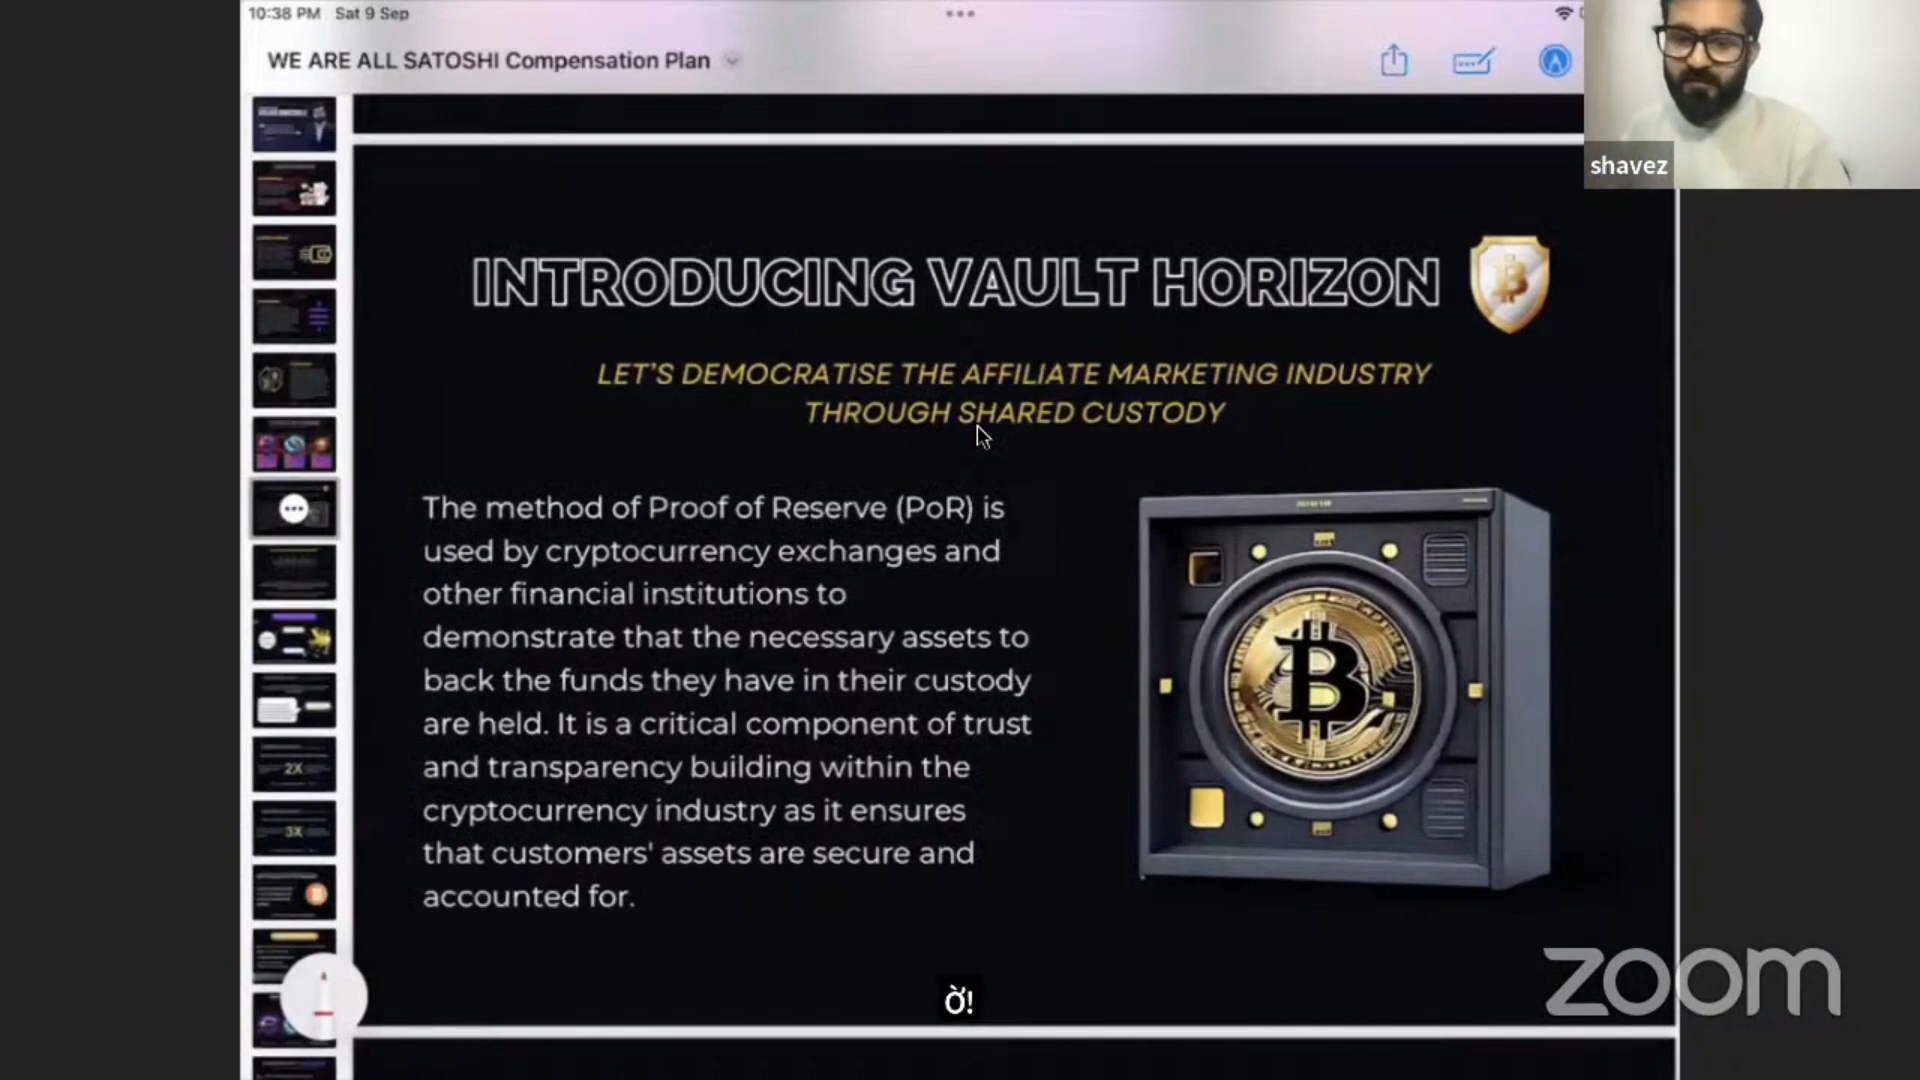 10:38 PM Sat 9 Sep
WE ARE ALL SATOSHI Compensation Plan
shavez
INTRODUCING VAULT HORIZON
LET'S DEMOCRATISE THE AFFILIATE MARKETING INDUSTRY
THROUGH SHARED CUSTODY
The method of Proof of Reserve (PoR) is
used by cryptocurrency exchanges and
other financial institutions to
demonstrate that the necessary assets to
back the funds they have in their custody
are held. It is a critical component of trust
and transparency building within the
cryptocurrency industry as it ensures
that customers' assets are secure and
accounted for.
2X
3X
Ờ!
zoom